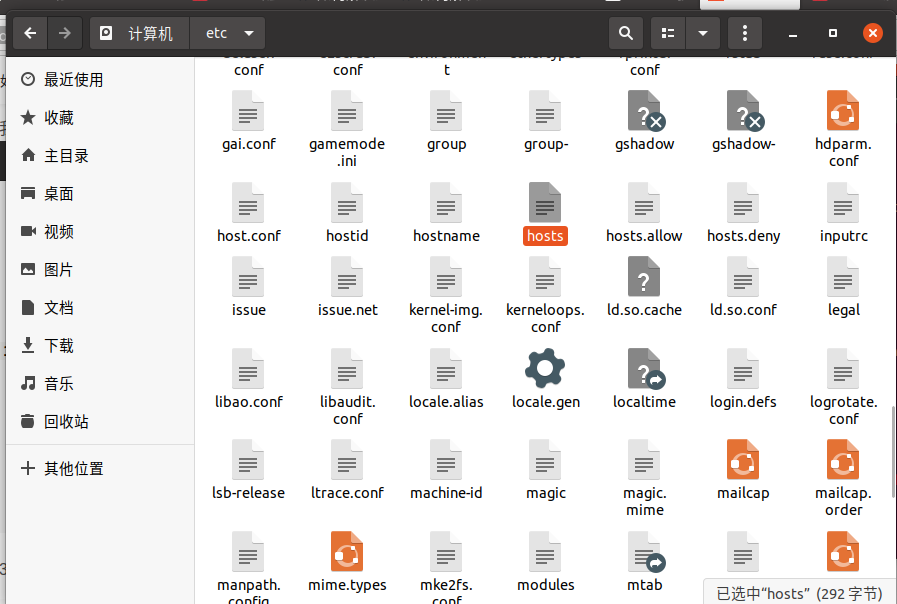 计算机 etc
最近使用
收藏
主目录
桌面
视频
图片
文档
下载
音乐
回收站
其他位置
conf conf t conf
gai.conf gamemode group group- gshadow gshadow- hdparm.
.ini conf
host.conf hostid hostname hosts hosts.allow hosts.deny inputrc
issue issue.net kernel-img. kerneloops. ld.so.cache ld.so.conf legal
conf conf
libao.conf libaudit. locale.alias locale.gen localtime login.defs logrotate.
conf conf
lsb-release ltrace.conf machine-id magic magic. mailcap mailcap.
mime order
manpath. mime.types mke2fs. modules mtab
config conf
已选中“hosts” (292 字节)